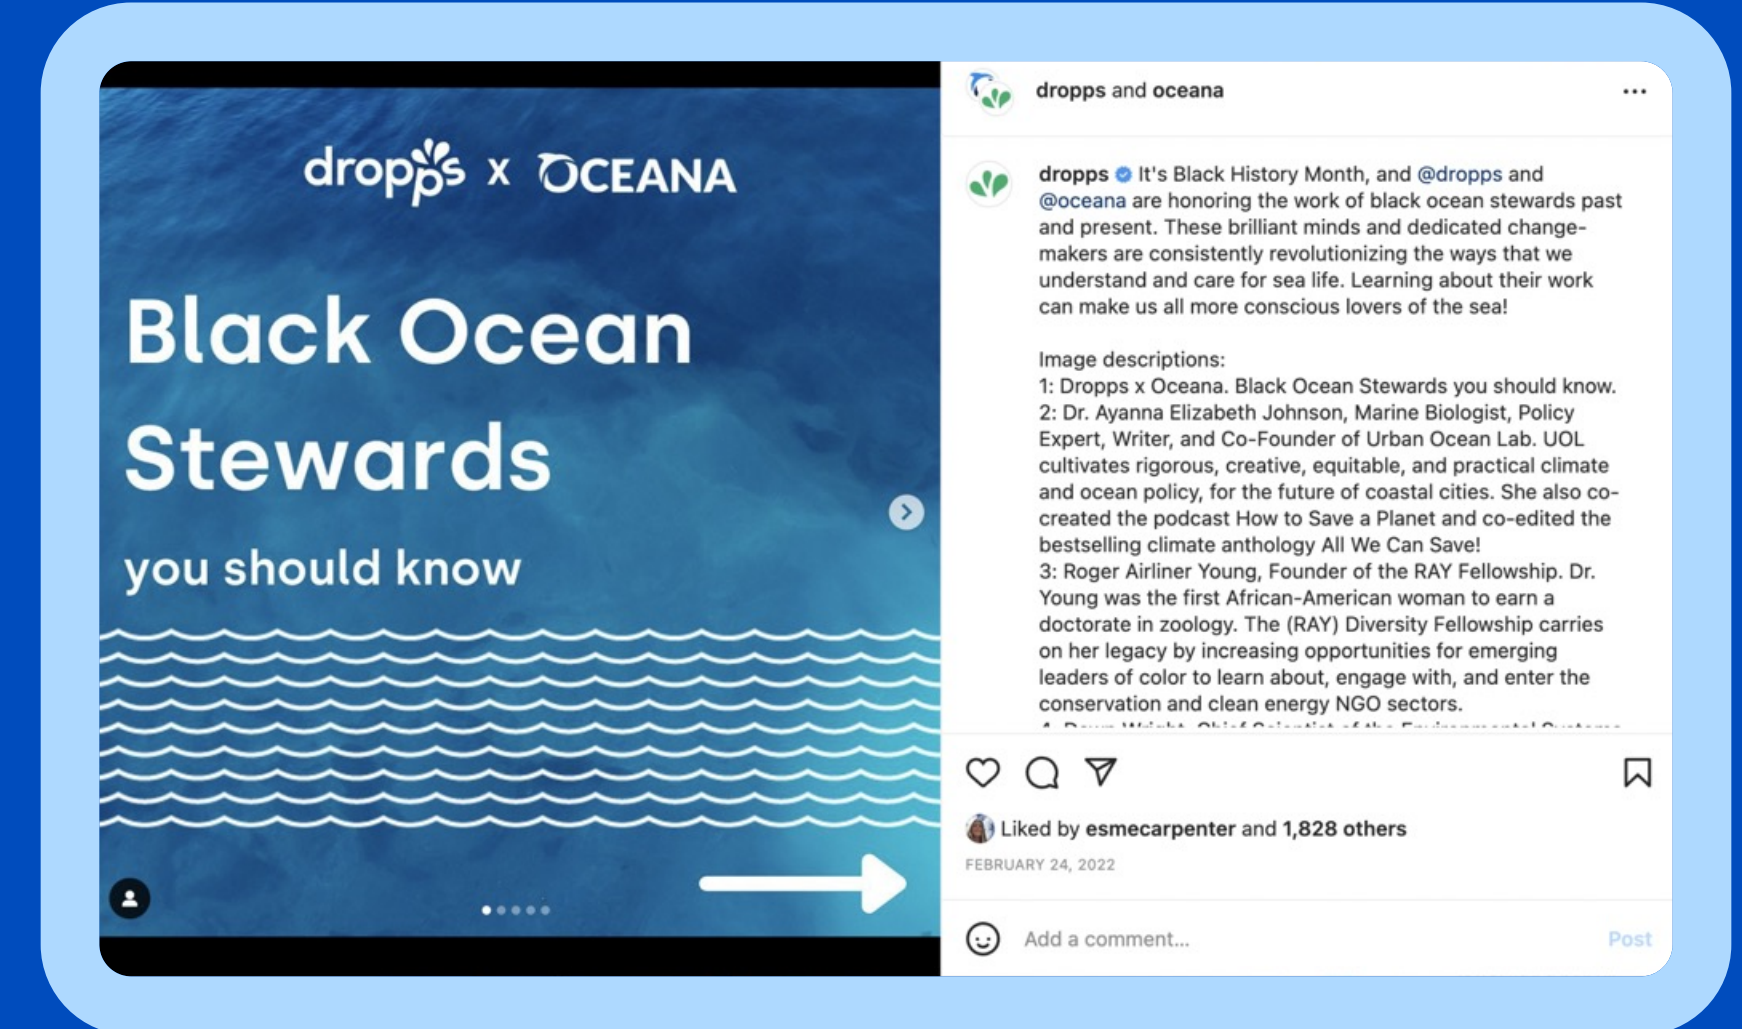 dropps x OCEANA
Black Ocean
Stewards
you should know
dropps and oceana
dropps It's Black History Month, and @dropps and
@oceana are honoring the work of black ocean stewards past
and present. These brilliant minds and dedicated change-
makers are consistently revolutionizing the ways that we
understand and care for sea life. Learning about their work
can make us all more conscious lovers of the sea!
Image descriptions:
1: Dropps x Oceana. Black Ocean Stewards you should know.
2: Dr. Ayanna Elizabeth Johnson, Marine Biologist, Policy
Expert, Writer, and Co-Founder of Urban Ocean Lab. UOL
cultivates rigorous, creative, equitable, and practical climate
and ocean policy, for the future of coastal cities. She also co-
created the podcast How to Save a Planet and co-edited the
bestselling climate anthology All We Can Save!
3: Roger Airliner Young, Founder of the RAY Fellowship. Dr.
Young was the first African-American woman to earn a
doctorate in zoology. The (RAY) Diversity Fellowship carries
on her legacy by increasing opportunities for emerging
leaders of color to learn about, engage with, and enter the
conservation and clean energy NGO sectors.
4: Dawn Wright, Chief Scientist of the Environmental Systems
Liked by esmecarpenter and 1,828 others
FEBRUARY 24, 2022
Add a comment...
Post